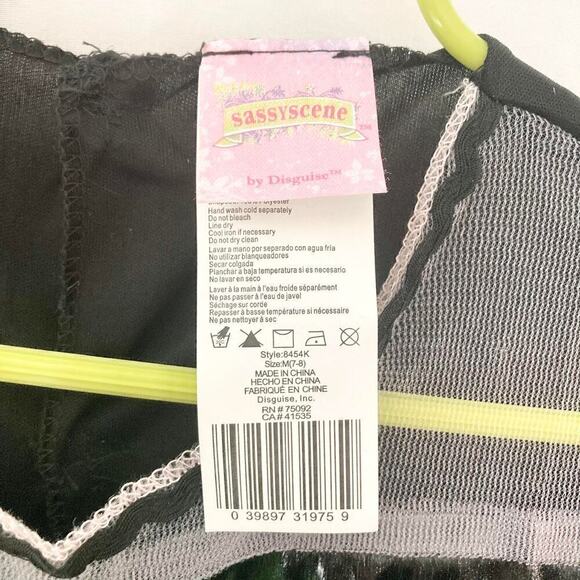 sassyscene™
by Disguise™
Hand wash cold separately
Do not bleach
Line dry
Cool iron if necessary
Do not dry clean
Lavar a mano por separado con agua fria
No utilizar blanqueadores
Secar colgada
Planchar a baja temperatura si es necesario
No lavar en seco
Laver à la main à l'eau froide séparément
Ne pas passer à l'eau de javel
Séchage sur corde
Repasser à basse température si nécessaire
Ne pas nettoyer à sec
Style:8454K
Size:M(7-8)
MADE IN CHINA
HECHO EN CHINA
FABRIQUÉ EN CHINE
Disguise, Inc.
RN # 75092
CA # 41535
0 39897 31975 9